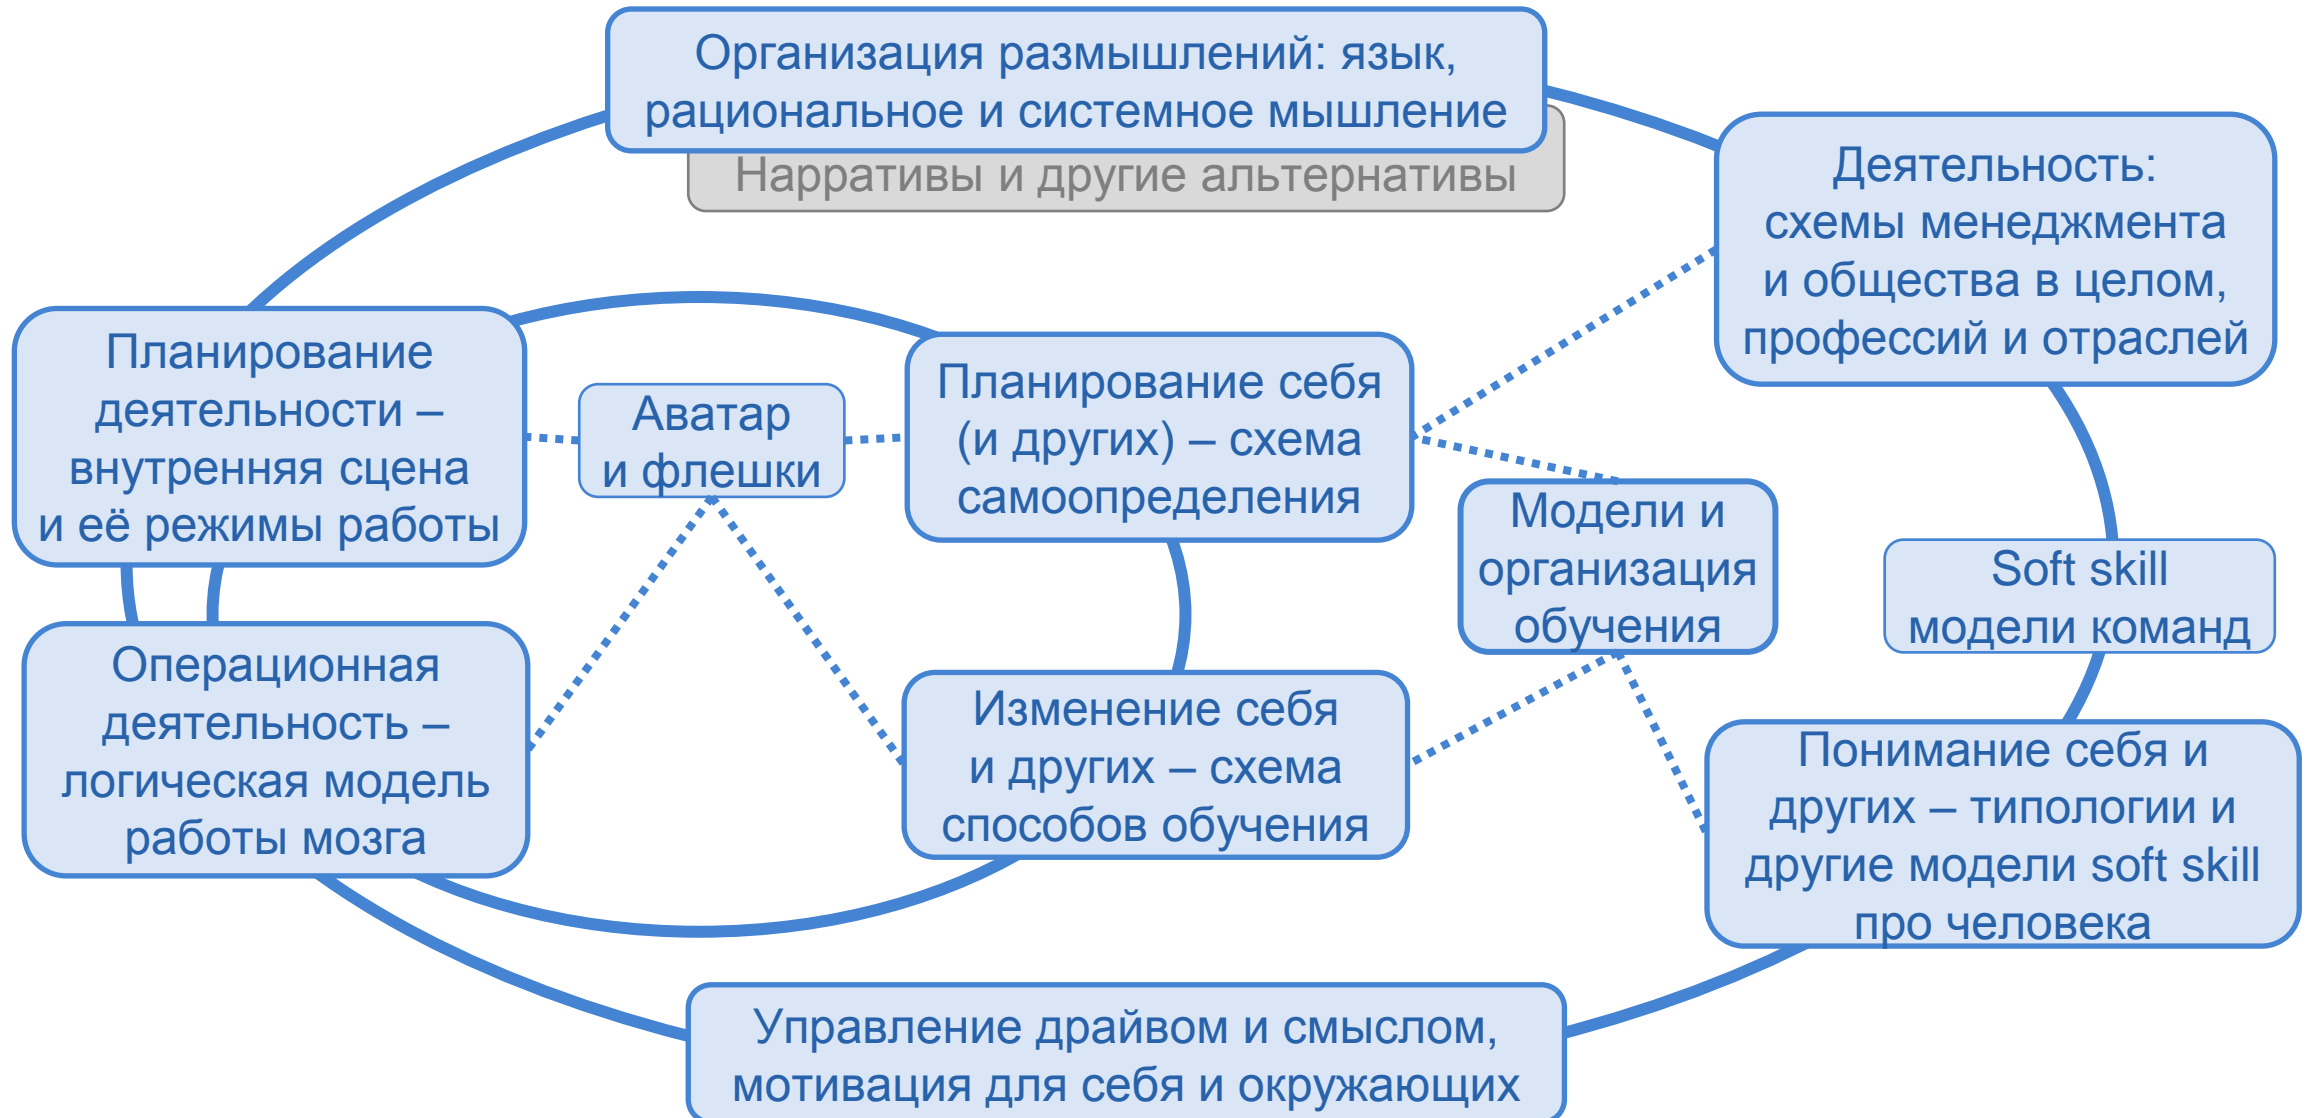 Организация размышлений: язык,
рациональное и системное мышление
Нарративы и другие альтернативы
Деятельность:
схемы менеджмента
и общества в целом,
профессий и отраслей
Планирование
деятельности –
внутренняя сцена
и её режимы работы
Аватар
и флешки
Планирование себя
(и других) – схема
самоопределения
Модели и
организация
обучения
Soft skill
модели команд
Операционная
деятельность –
логическая модель
работы мозга
Изменение себя
и других – схема
способов обучения
Понимание себя и
других – типологии и
другие модели soft skill
про человека
Управление драйвом и смыслом,
мотивация для себя и окружающих